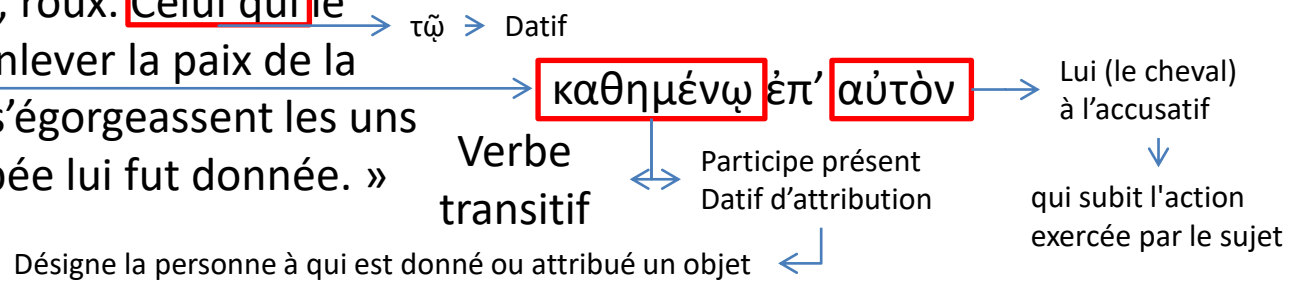 , roux. Celui qui le
τῷ
Datif
nlever la paix de la
s'égorgeassent les uns
pée lui fut donnée. »
καθημένῳ ἐπ' αὐτὸν
Lui (le cheval)
à l'accusatif
Verbe
transitif
Participe présent
Datif d'attribution
qui subit l'action
exercée par le sujet
Désigne la personne à qui est donné ou attribué un objet